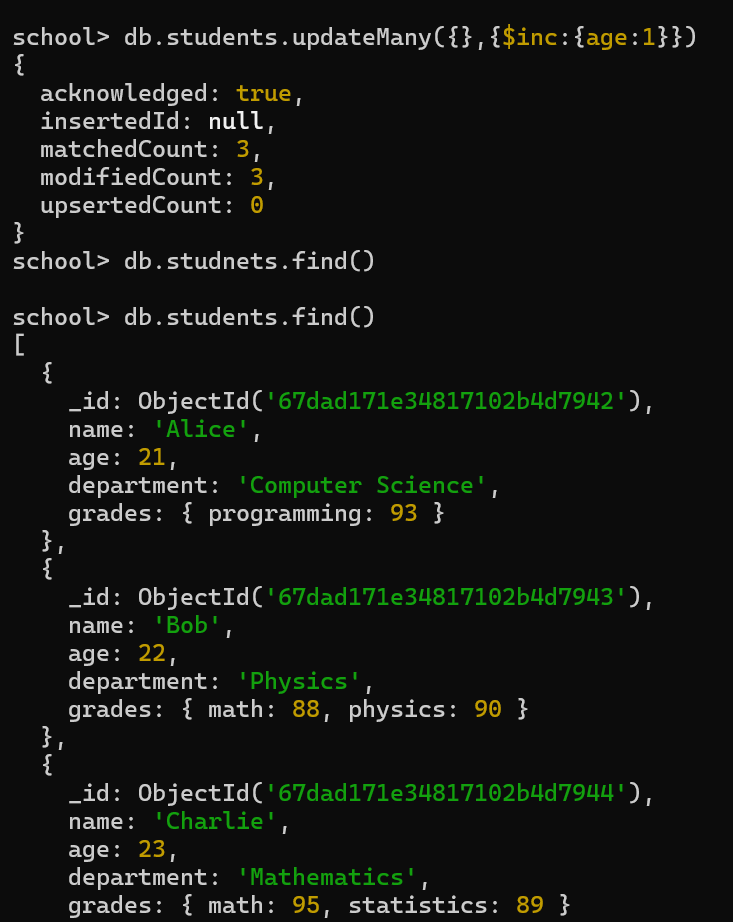 school> db.students.updateMany({},{$inc:{age:1}})
{
  acknowledged: true,
  insertedId: null,
  matchedCount: 3,
  modifiedCount: 3,
  upsertedCount: 0
}
school> db.studnets.find()

school> db.students.find()
[
  {
    _id: ObjectId('67dad171e34817102b4d7942'),
    name: 'Alice',
    age: 21,
    department: 'Computer Science',
    grades: { programming: 93 }
  },
  {
    _id: ObjectId('67dad171e34817102b4d7943'),
    name: 'Bob',
    age: 22,
    department: 'Physics',
    grades: { math: 88, physics: 90 }
  },
  {
    _id: ObjectId('67dad171e34817102b4d7944'),
    name: 'Charlie',
    age: 23,
    department: 'Mathematics',
    grades: { math: 95, statistics: 89 }